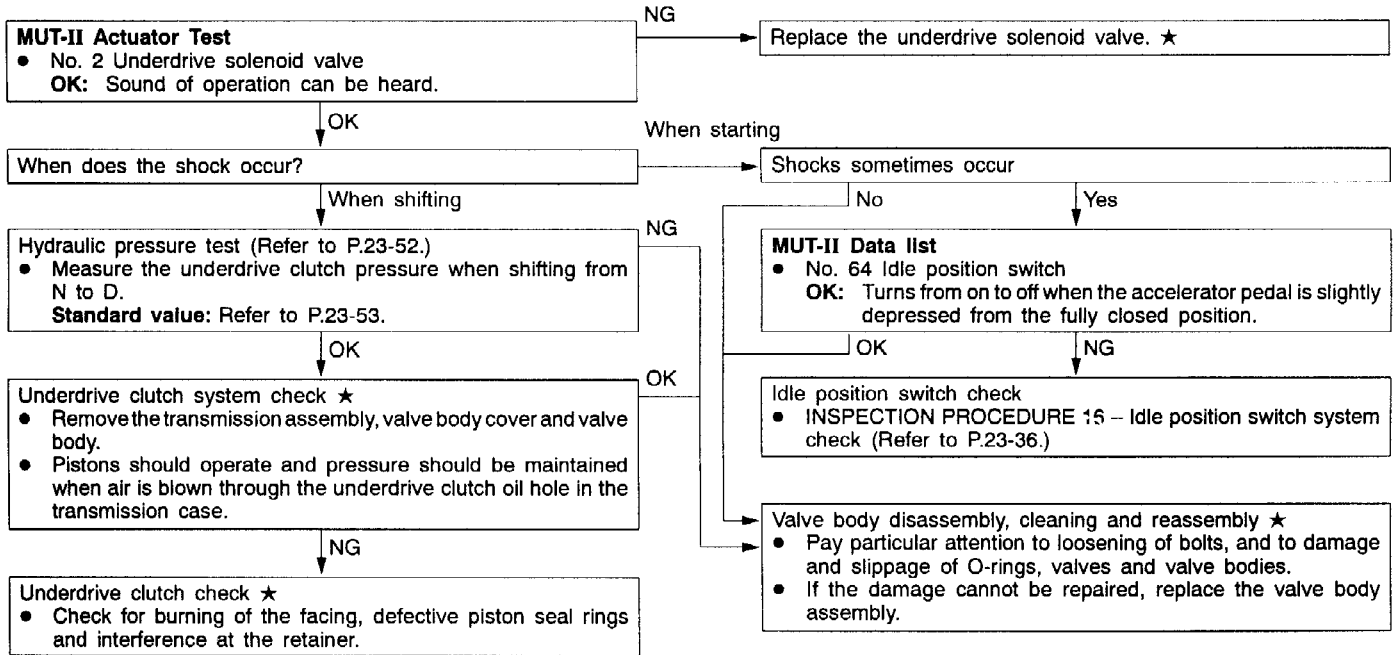 MUT-II Actuator Test
● No. 2 Underdrive solenoid valve
OK: Sound of operation can be heard.
NG
Replace the underdrive solenoid valve. ★
OK
When does the shock occur?
When starting
Shocks sometimes occur
When shifting
No
Yes
Hydraulic pressure test (Refer to P.23-52.)
● Measure the underdrive clutch pressure when shifting from
N to D.
Standard value: Refer to P.23-53.
NG
MUT-II Data list
● No. 64 Idle position switch
OK: Turns from on to off when the accelerator pedal is slightly
depressed from the fully closed position.
OK
OK
NG
Underdrive clutch system check ★
● Remove the transmission assembly, valve body cover and valve
body.
● Pistons should operate and pressure should be maintained
when air is blown through the underdrive clutch oil hole in the
transmission case.
OK
Idle position switch check
● INSPECTION PROCEDURE 15 – Idle position switch system
check (Refer to P.23-36.)
NG
Valve body disassembly, cleaning and reassembly ★
● Pay particular attention to loosening of bolts, and to damage
and slippage of O-rings, valves and valve bodies.
● If the damage cannot be repaired, replace the valve body
assembly.
Underdrive clutch check ★
● Check for burning of the facing, defective piston seal rings
and interference at the retainer.